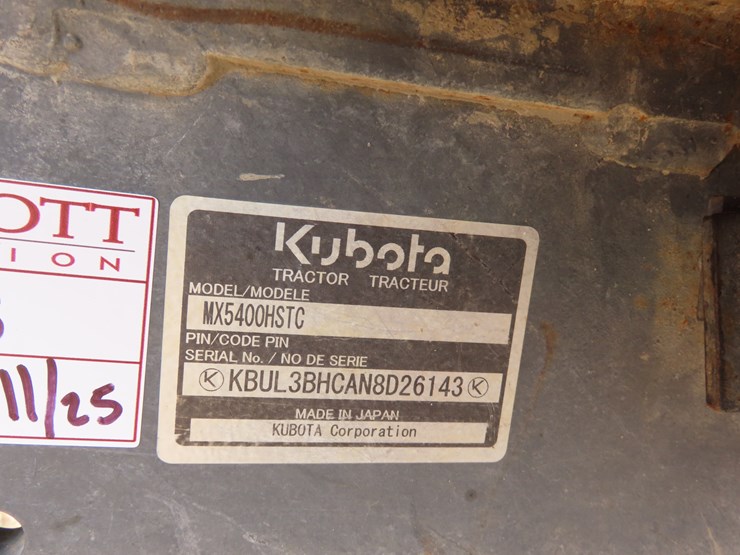 OTT
ION
11/25
Kubota
TRACTOR TRACTEUR
MODEL/MODELE
MX5400HSTC
PIN/CODE PIN
SERIAL No. / NO DE SERIE
KBUL3BHCAN8D26143
MADE IN JAPAN
KUBOTA Corporation